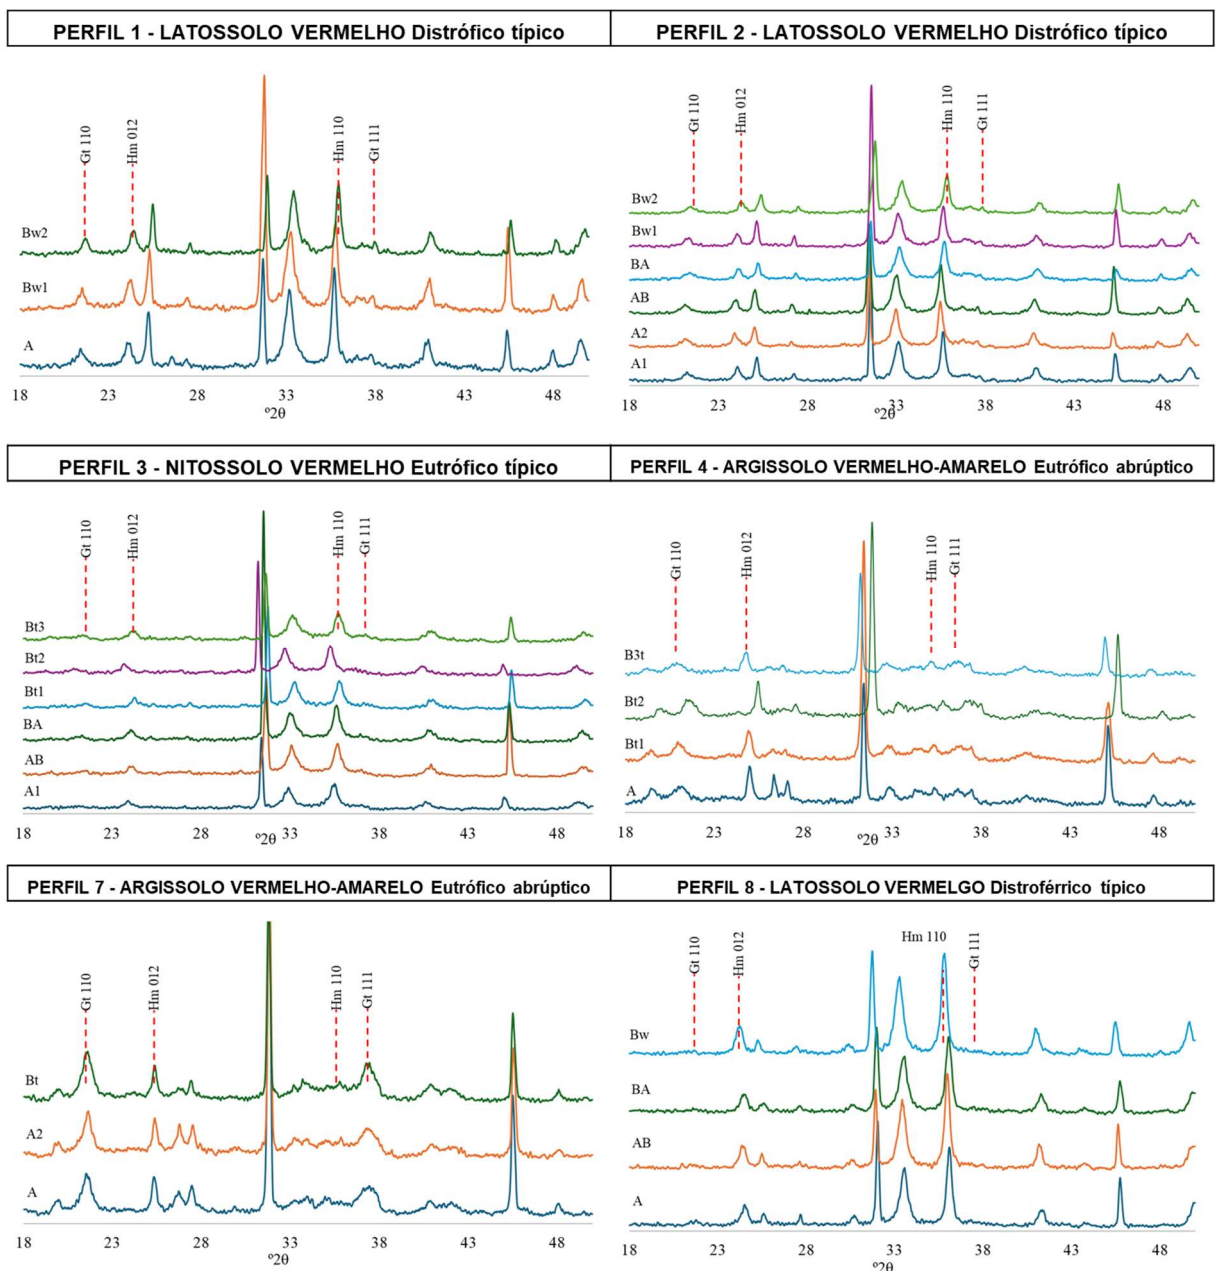 PERFIL 1 - LATOSSOLO VERMELHO Distrófico típico
Gt 110
Hm 012
Hm 110
Gt 111
Bw2
Bw1
A
18 23 28 33 38 43 48
º2θ
PERFIL 2 - LATOSSOLO VERMELHO Distrófico típico
Gt 110
Hm 012
Hm 110
Gt 111
Bw2
Bw1
BA
AB
A2
A1
18 23 28 33 38 43 48
º2θ
PERFIL 3 - NITOSSOLO VERMELHO Eutrófico típico
Gt 110
Hm 012
Hm 110
Gt 111
Bt3
Bt2
Bt1
BA
AB
A1
18 23 28 33 38 43 48
º2θ
PERFIL 4 - ARGISSOLO VERMELHO-AMARELO Eutrófico abrúptico
Gt 110
Hm 012
Hm 110
Gt 111
B3t
Bt2
Bt1
A
18 23 28 33 38 43 48
º2θ
PERFIL 7 - ARGISSOLO VERMELHO-AMARELO Eutrófico abrúptico
Gt 110
Hm 012
Hm 110
Gt 111
Bt
A2
A
18 23 28 33 38 43 48
º2θ
PERFIL 8 - LATOSSOLO VERMELGO Distroférrico típico
Gt 110
Hm 012
Hm 110
Gt 111
Bw
BA
AB
A
18 23 28 33 38 43 48
º2θ